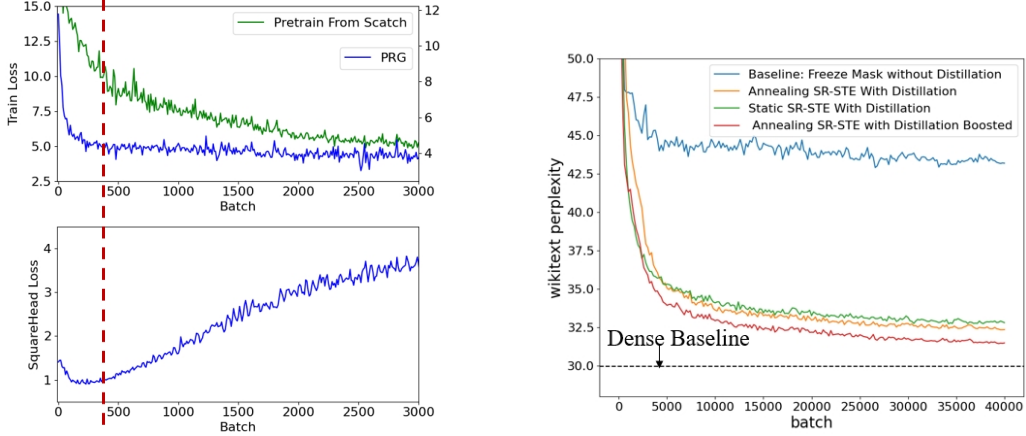 15.0
12.5
10.0
7.5
5.0
2.5
Train Loss
12
10
8
6
4
Pretrain From Scatch
PRG
0 500 1000 1500 2000 2500 3000
Batch
4
3
2
1
SquareHead Loss
0 500 1000 1500 2000 2500 3000
Batch
50.0
47.5
45.0
42.5
40.0
37.5
35.0
32.5
30.0
wikitext perplexity
Baseline: Freeze Mask without Distillation
Annealing SR-STE With Distillation
Static SR-STE With Distillation
Annealing SR-STE with Distillation Boosted
Dense Baseline
0 5000 10000 15000 20000 25000 30000 35000 40000
batch